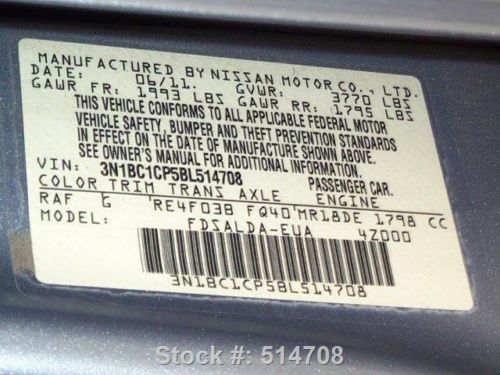 MANUFACTURED BY NISSAN MOTOR CO., LTD.
DATE: 06/11. GVWR: 3770 LBS
GAWR FR: 1993 LBS GAWR RR: 1795 LBS
THIS VEHICLE CONFORMS TO ALL APPLICABLE FEDERAL MOTOR
VEHICLE SAFETY, BUMPER AND THEFT PREVENTION STANDARDS
IN EFFECT ON THE DATE OF MANUFACTURE SHOWN ABOVE.
SEE OWNER'S MANUAL FOR ADDITIONAL INFORMATION.
VIN: 3N1BC1CP5BL514708 PASSENGER CAR.
COLOR TRIM TRANS AXLE ENGINE
RAF G RE4F03B FQ40 MR18DE 1798 CC
MODEL: FDSALDA-EUA 4Z000
3N1BC1CP5BL514708
Stock #: 514708